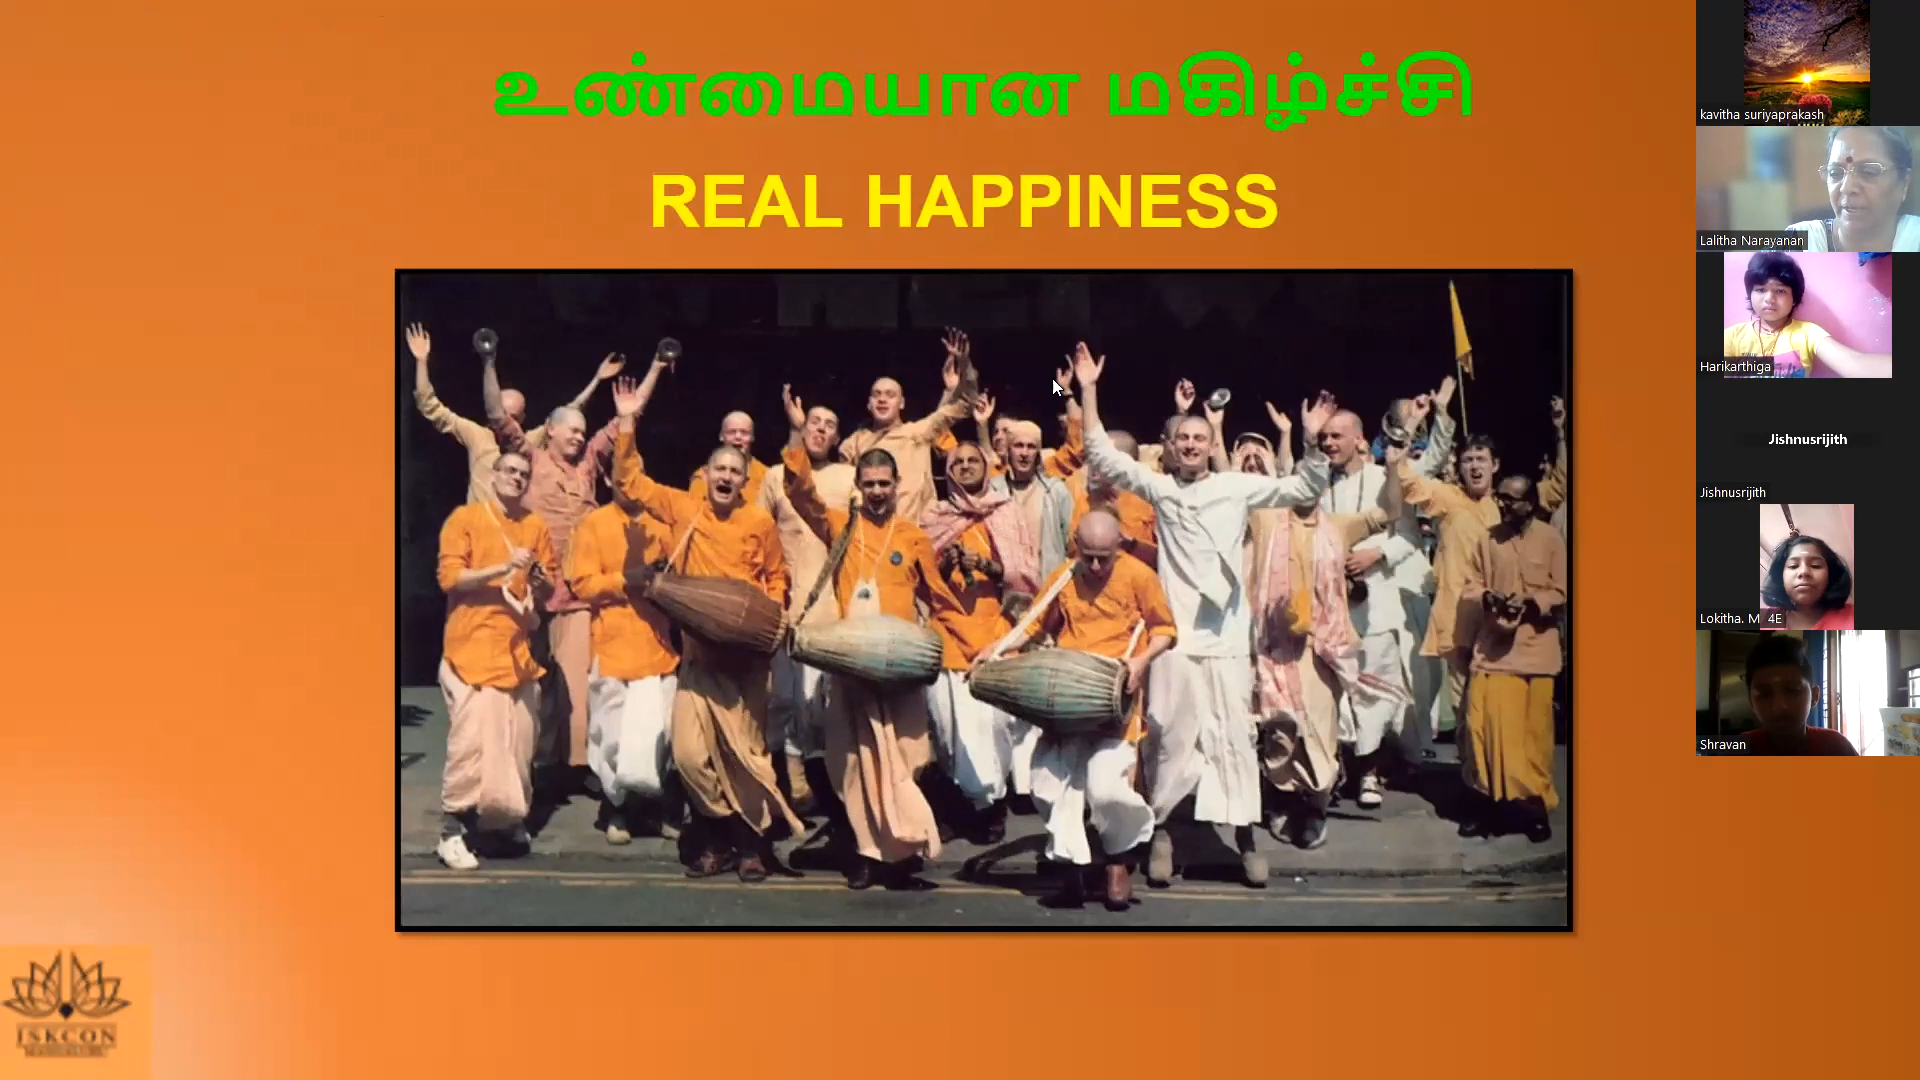 உண்மையான மகிழ்ச்சி
REAL HAPPINESS
kavitha suriyaprakash
Lalitha Narayanan
Harikarthiga
Jishnusrijith
Jishnusrijith
Lokitha. M 4E
Shravan
ISKCON